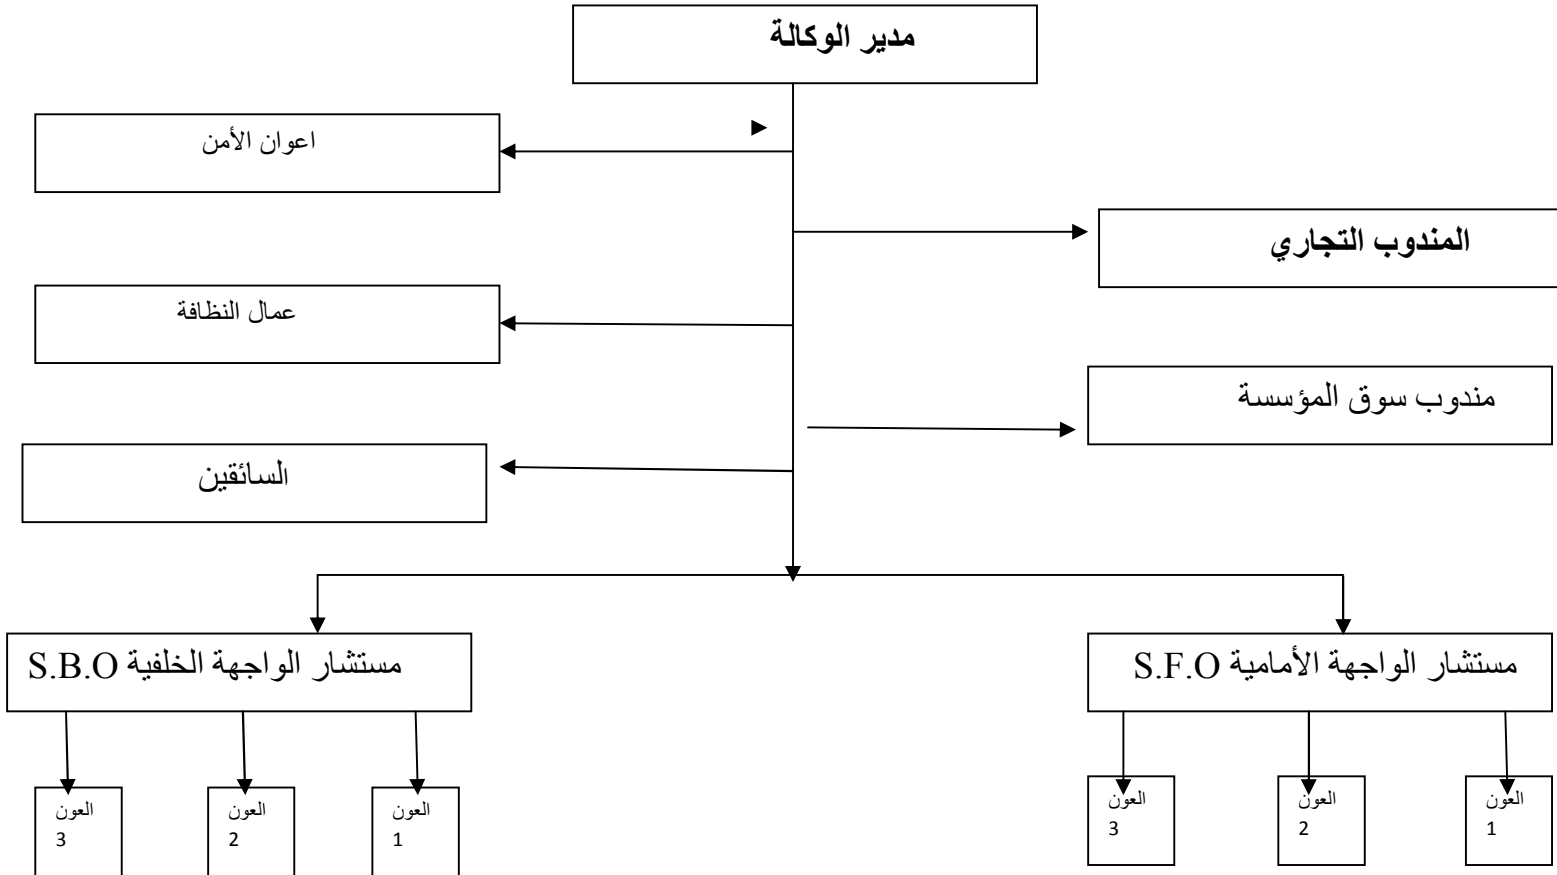 مدير الوكالة
اعوان الأمن
المندوب التجاري
عمال النظافة
مندوب سوق المؤسسة
السائقين
مستشار الواجهة الأمامية S.F.O
مستشار الواجهة الخلفية S.B.O
العون
1
العون
2
العون
3
العون
1
العون
2
العون
3